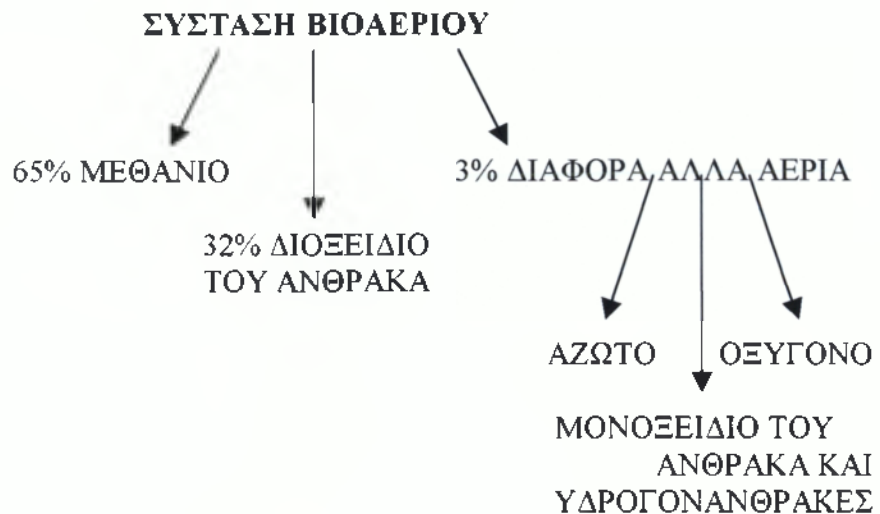 ΣΥΣΤΑΣΗ ΒΙΟΑΕΡΙΟΥ
65% ΜΕΘΑΝΙΟ
3% ΔΙΑΦΟΡΑ ΑΛΛΑ ΑΕΡΙΑ
32% ΔΙΟΞΕΙΔΙΟ
ΤΟΥ ΑΝΘΡΑΚΑ
ΑΖΩΤΟ
ΟΞΥΓΟΝΟ
ΜΟΝΟΞΕΙΔΙΟ ΤΟΥ
ΑΝΘΡΑΚΑ ΚΑΙ
ΥΔΡΟΓΟΝΑΝΘΡΑΚΕΣ